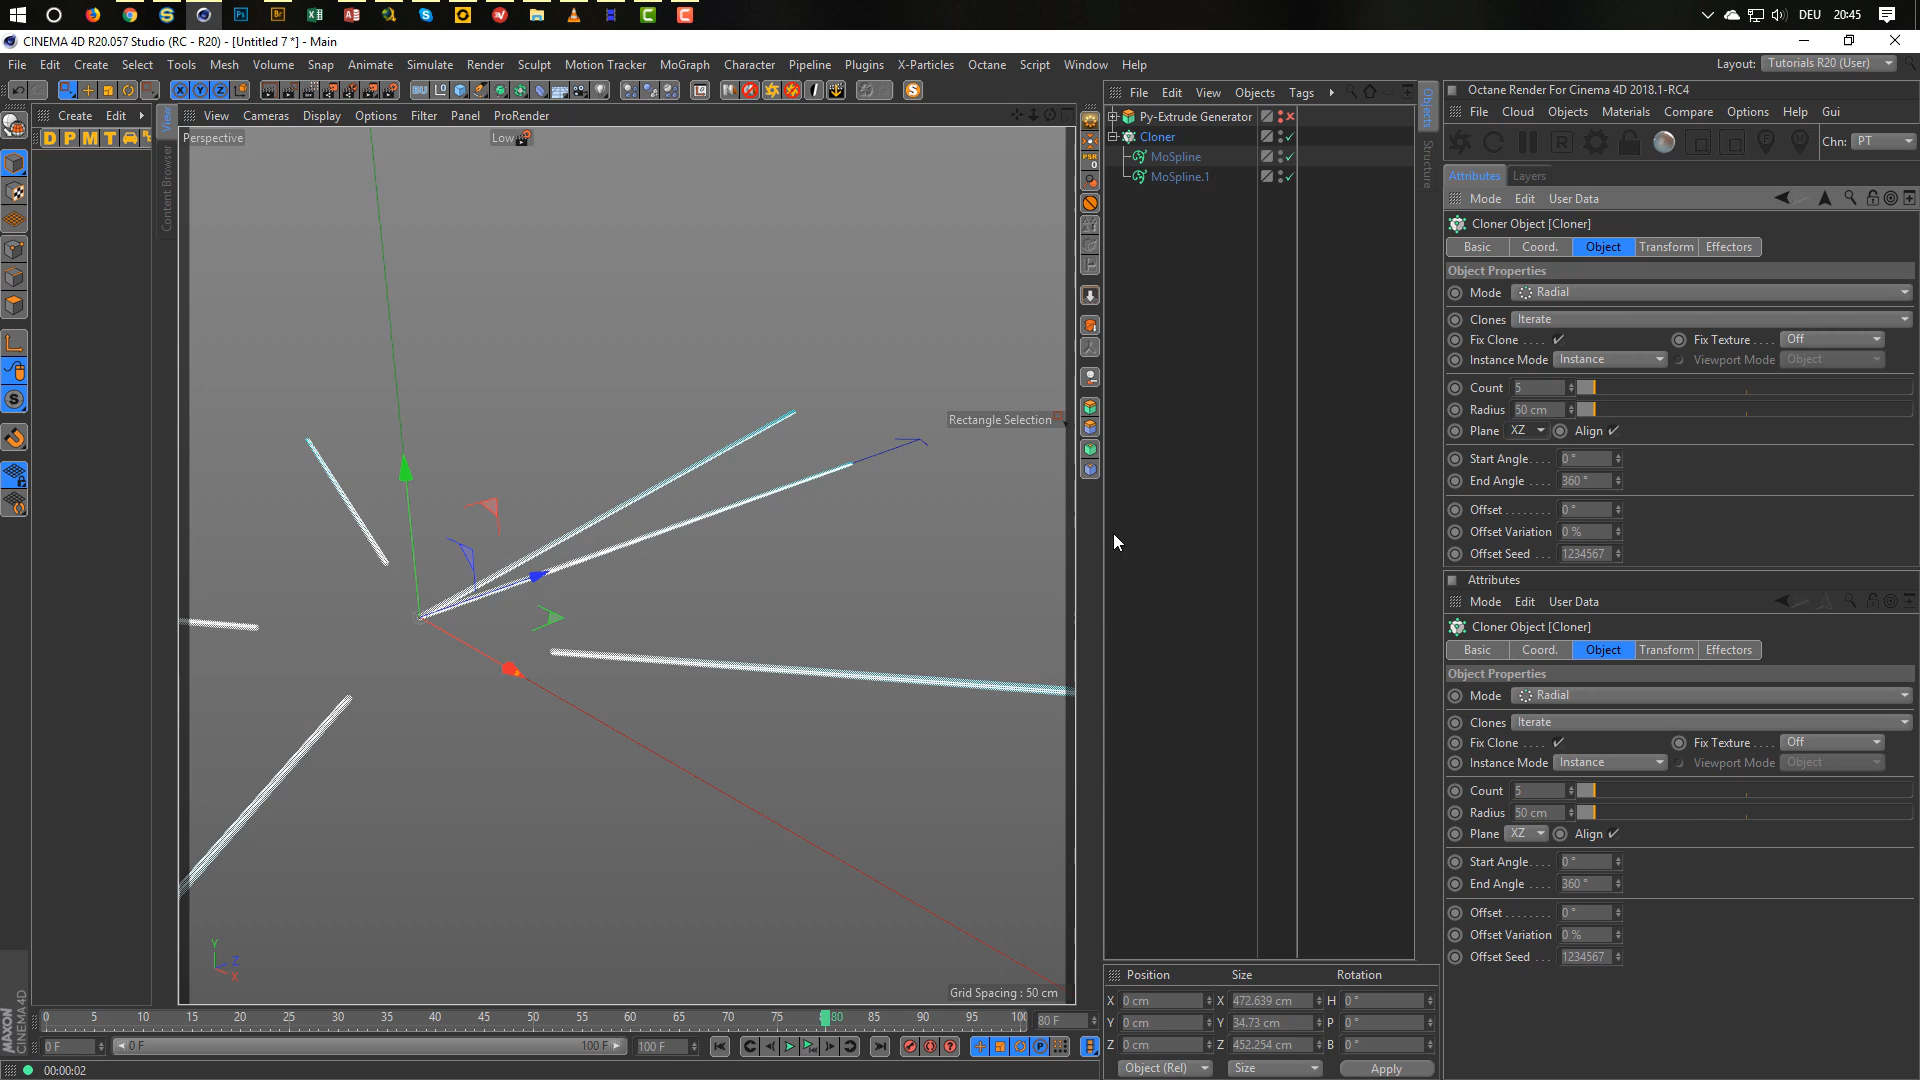 DEU 20:45
CINEMA 4D R20.057 Studio (RC - R20) - [Untitled 7 *] - Main
File Edit Create Select Tools Mesh Volume Snap Animate Simulate Render Sculpt Motion Tracker MoGraph Character Pipeline Plugins X-Particles Octane Script Window Help
Layout: Tutorials R20 (User)
Create Edit
D P M T
View
Content Browser
View Cameras Display Options Filter Panel ProRender
Perspective
Low
Rectangle Selection
Grid Spacing : 50 cm
Y
Z
X
File Edit View Objects Tags
Py-Extrude Generator
Cloner
MoSpline
MoSpline.1
Objects
Structure
Octane Render For Cinema 4D 2018.1-RC4
File Cloud Objects Materials Compare Options Help Gui
Chn: PT
Attributes Layers
Mode Edit User Data
Cloner Object [Cloner]
Basic Coord. Object Transform Effectors
Object Properties
Mode Radial
Clones Iterate
Fix Clone . . . . Fix Texture . . . . Off
Instance Mode Instance Viewport Mode Object
Count 5
Radius 50 cm
Plane XZ Align
Start Angle. . . . 0 °
End Angle . . . . 360 °
Offset . . . . . . . . 0 °
Offset Variation 0 %
Offset Seed . . . 1234567
Attributes
Mode Edit User Data
Cloner Object [Cloner]
Basic Coord. Object Transform Effectors
Object Properties
Mode Radial
Clones Iterate
Fix Clone . . . . Fix Texture . . . . Off
Instance Mode Instance Viewport Mode Object
Count 5
Radius 50 cm
Plane XZ Align
Start Angle. . . . 0 °
End Angle . . . . 360 °
Offset . . . . . . . . 0 °
Offset Variation 0 %
Offset Seed . . . 1234567
Position Size Rotation
X 0 cm X 472.639 cm H 0 °
Y 0 cm Y 34.73 cm P 0 °
Z 0 cm Z 452.254 cm B 0 °
Object (Rel) Size Apply
0 5 10 15 20 25 30 35 40 45 50 55 60 65 70 75 80 85 90 95 100 80 F
0 F 0 F 100 F 100 F
MAXON CINEMA 4D
00:00:02